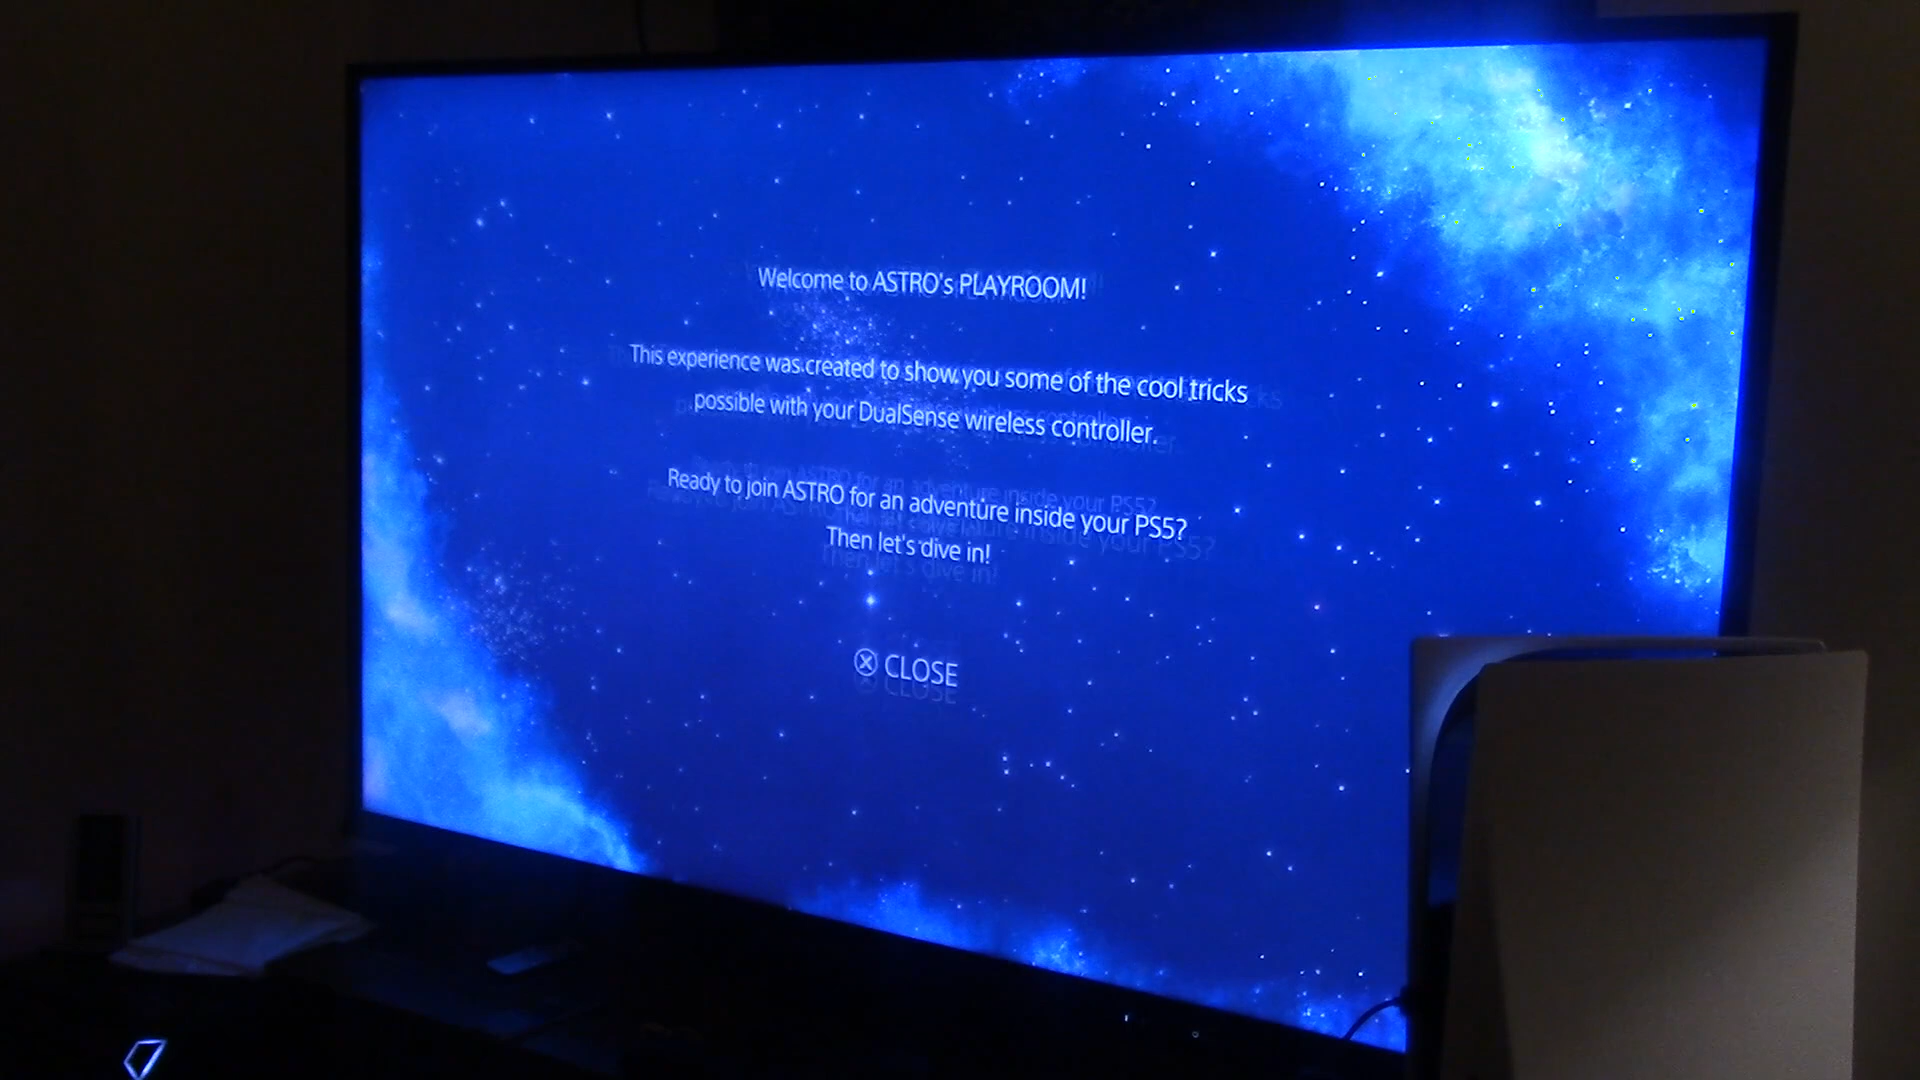 Welcome to ASTRO's PLAYROOM!
This experience was created to show you some of the cool tricks
possible with your DualSense wireless controller.
Ready to join ASTRO for an adventure inside your PS5?
Then let's dive in!
CLOSE